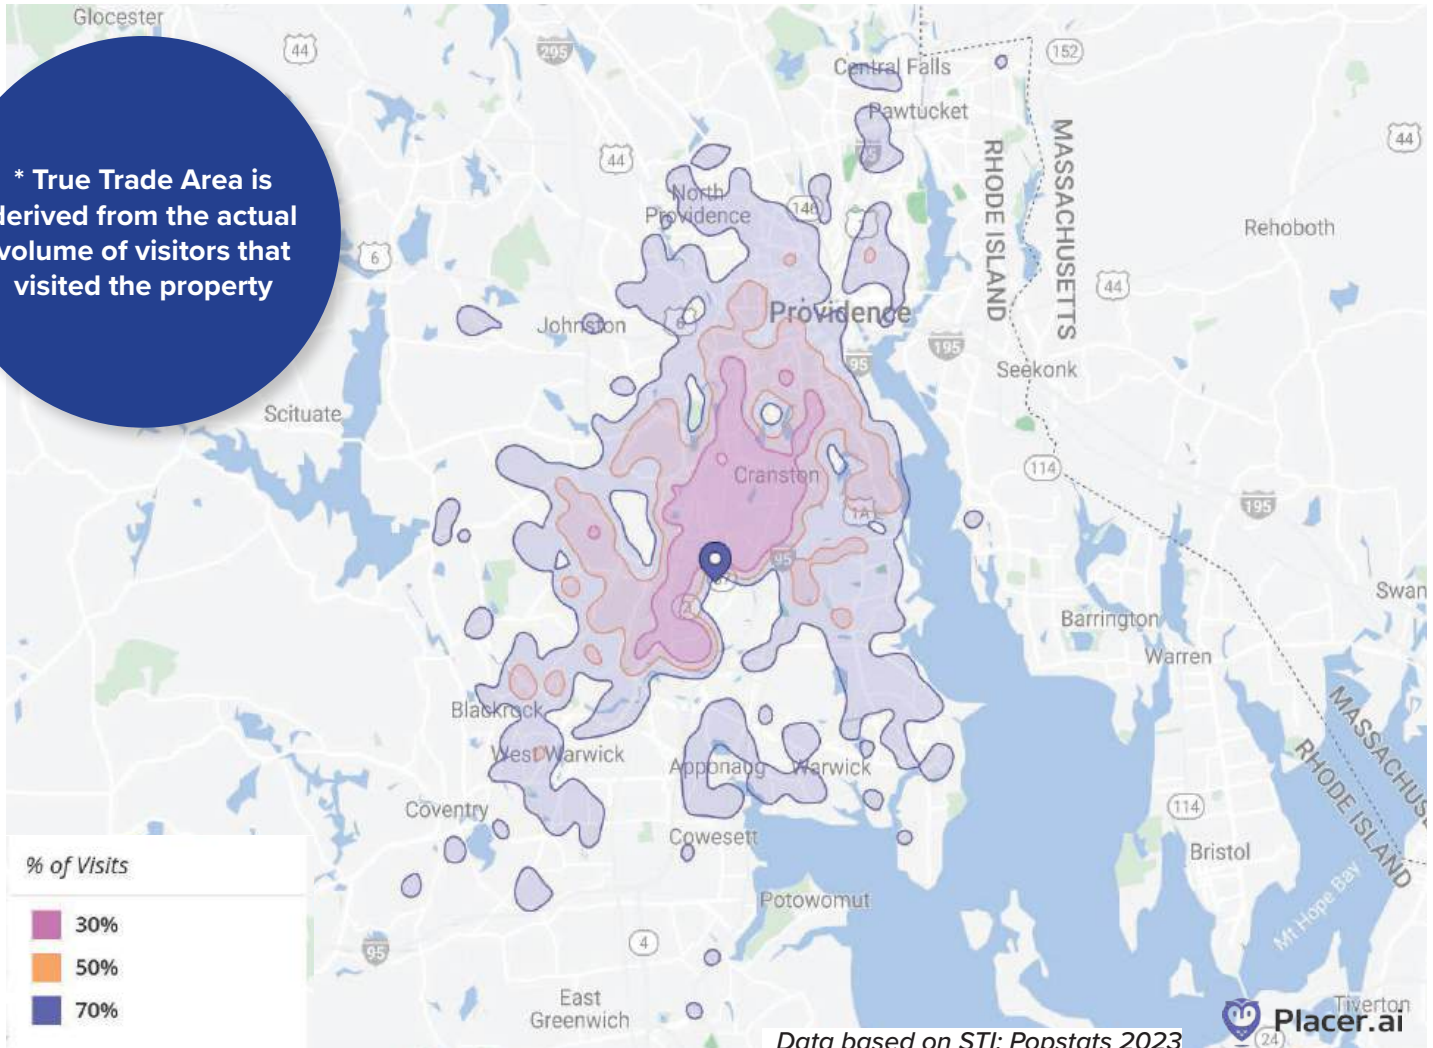 Glocester
44
295
152
Central Falls
Pawtucket
44
* True Trade Area is
derived from the actual
volume of visitors that
visited the property
44
95
RHODE ISLAND
MASSACHUSETTS
North
Providence
146
Rehoboth
6
44
Johnston
6
Providence
195
95
Seekonk
Scituate
114
Cranston
195
1A
95
2
Swan
Barrington
Warren
Blackrock
MASSACHUS
RHODE ISLAND
West Warwick
Apponaug
Warwick
Coventry
114
Cowesett
Bristol
% of Visits
Potowomut
Mt Hope Bay
30%
4
95
50%
70%
East
Greenwich
Tiverton
Placer.ai
24
Data based on STI: Popstats 2023